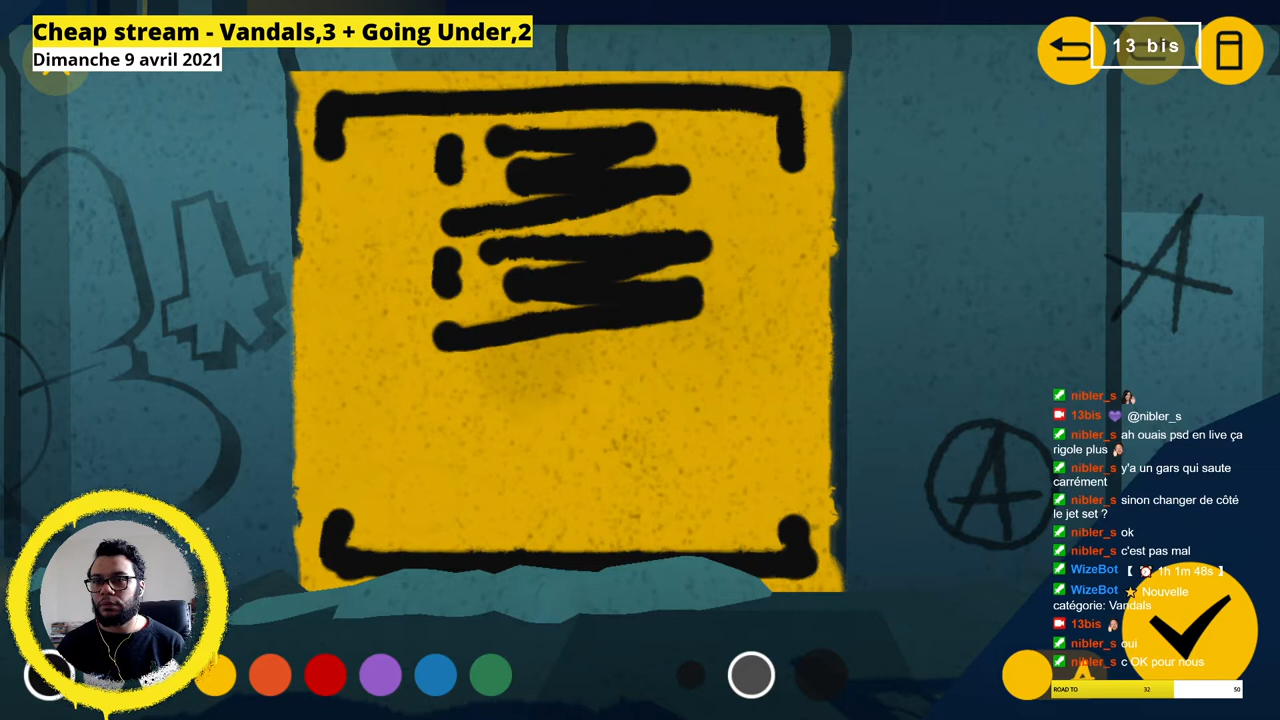 Cheap stream - Vandals,3 + Going Under,2
Dimanche 9 avril 2021
13 bis
nibler_s
13bis @nibler_s
nibler_s ah ouais psd en live ça
rigole plus
nibler_s y'a un gars qui saute
carrément
nibler_s sinon changer de côté
le jet set ?
nibler_s ok
nibler_s c'est pas mal
WizeBot 【 ⏰ 1h 1m 48s 】
WizeBot ⭐ Nouvelle
catégorie: Vandals
13bis
nibler_s oui
nibler_s c OK pour nous
ROAD TO 32 50
A
A